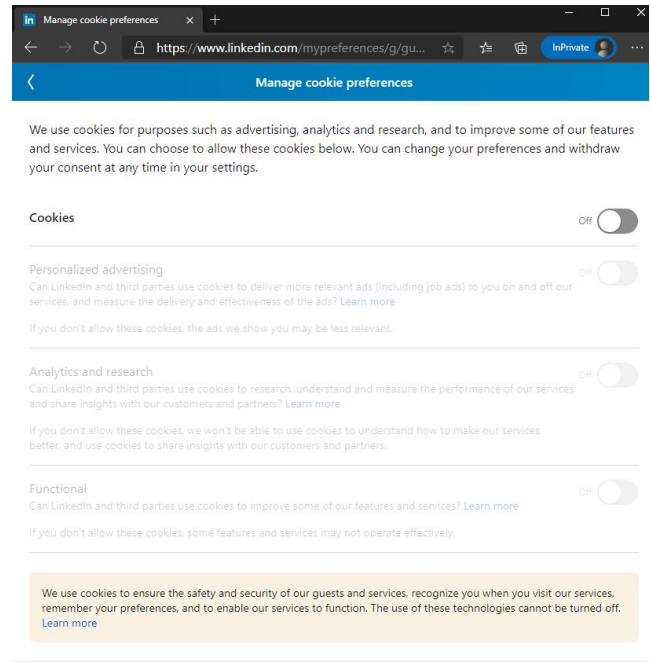 in Manage cookie preferences
https://www.linkedin.com/mypreferences/g/gu...
InPrivate
Manage cookie preferences
We use cookies for purposes such as advertising, analytics and research, and to improve some of our features
and services. You can choose to allow these cookies below. You can change your preferences and withdraw
your consent at any time in your settings.
Cookies
Off
Personalized advertising
Off
Can LinkedIn and third parties use cookies to deliver more relevant ads (including job ads) to you on and off our
services, and measure the delivery and effectiveness of the ads? Learn more
If you don't allow these cookies, the ads we show you may be less relevant.
Analytics and research
Off
Can LinkedIn and third parties use cookies to research, understand and measure the performance of our services
and share insights with our customers and partners? Learn more
If you don't allow these cookies, we won't be able to use cookies to understand how to make our services
better, and use cookies to share insights with our customers and partners.
Functional
Off
Can LinkedIn and third parties use cookies to improve some of our features and services? Learn more
If you don't allow these cookies, some features and services may not operate effectively.
We use cookies to ensure the safety and security of our guests and services, recognize you when you visit our services,
remember your preferences, and to enable our services to function. The use of these technologies cannot be turned off.
Learn more